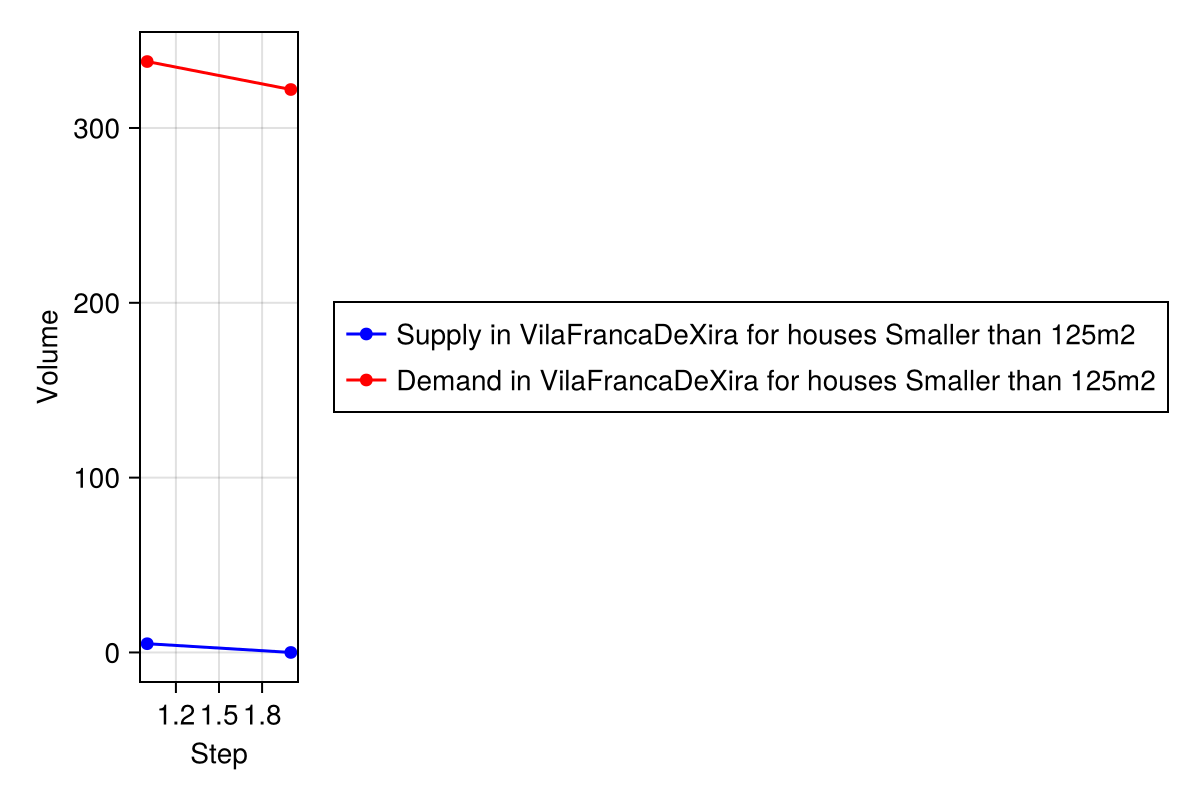 300
200
100
0
Volume
1.2 1.5 1.8
Step
Supply in VilaFrancaDeXira for houses Smaller than 125m2
Demand in VilaFrancaDeXira for houses Smaller than 125m2